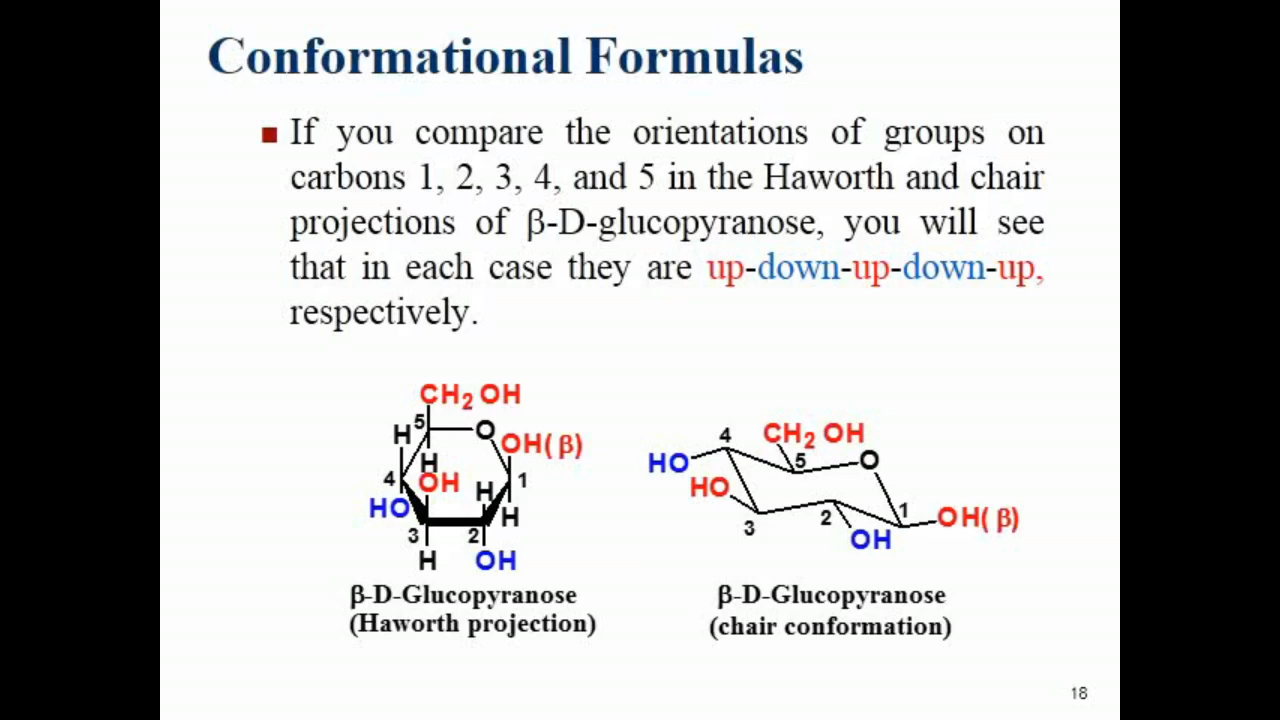 Conformational Formulas
If you compare the orientations of groups on
carbons 1, 2, 3, 4, and 5 in the Haworth and chair
projections of β-D-glucopyranose, you will see
that in each case they are up-down-up-down-up,
respectively.
CH2 OH
5
H
O
OH( β)
H
4
OH
H
1
HO
H
3
2
H
OH
β-D-Glucopyranose
(Haworth projection)
4
CH2 OH
HO
5
O
HO
3
2
1
OH( β)
OH
β-D-Glucopyranose
(chair conformation)
18